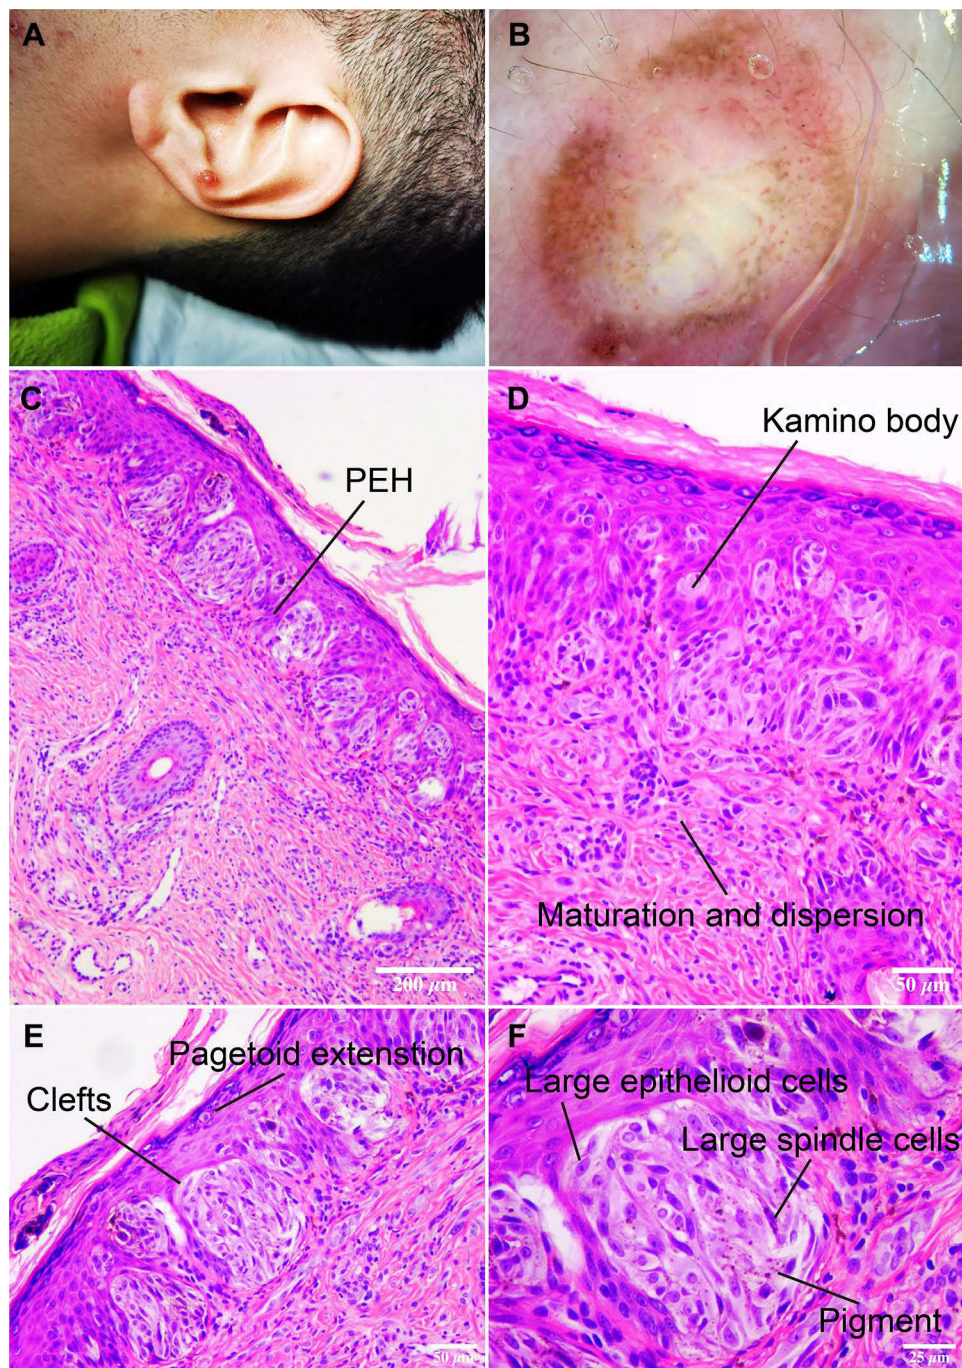 A
B
C
PEH
200 µm
D
Kamino body
Maturation and dispersion
50 µm
E
Pagetoid extenstion
Clefts
50 µm
F
Large epithelioid cells
Large spindle cells
Pigment
25 µm